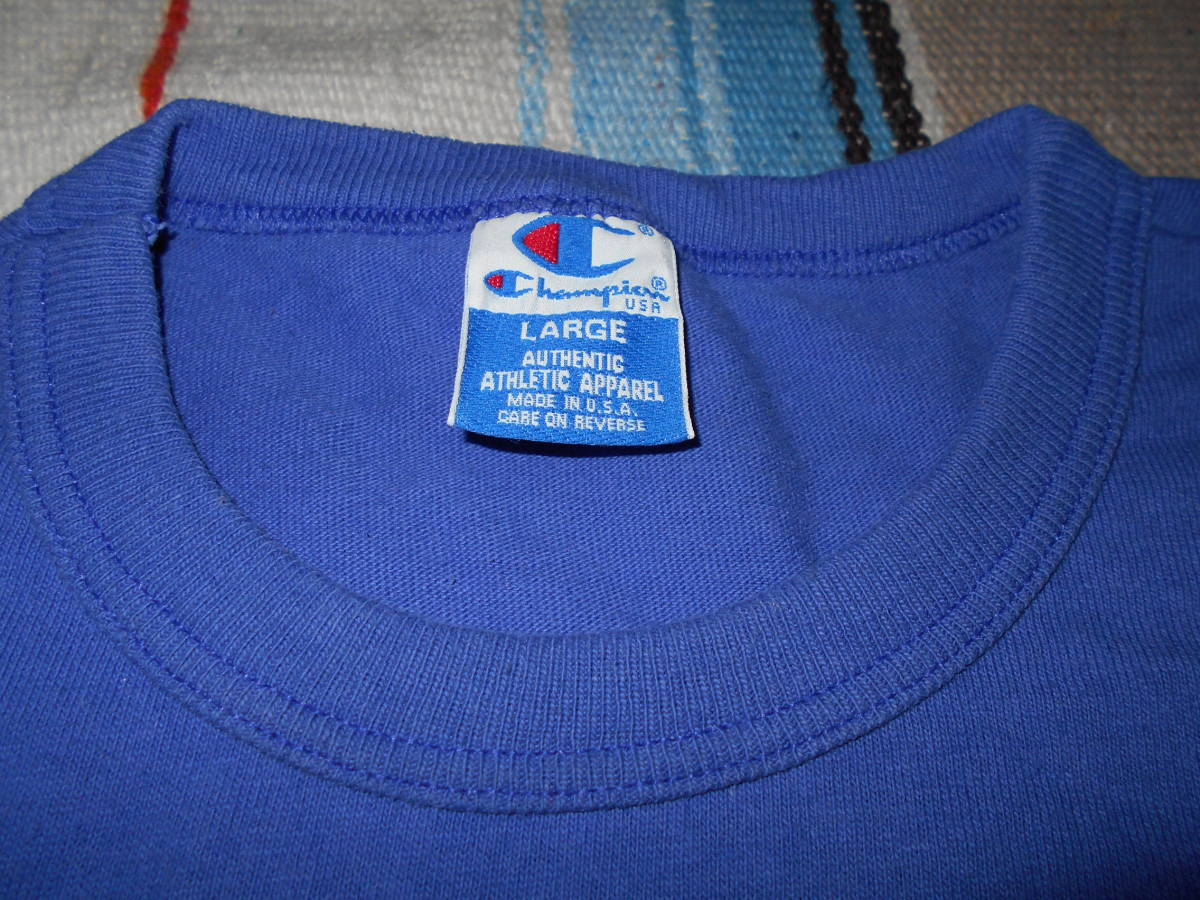 ®
Champion®
USA
LARGE
AUTHENTIC
ATHLETIC APPAREL
MADE IN U.S.A.
CARE ON REVERSE